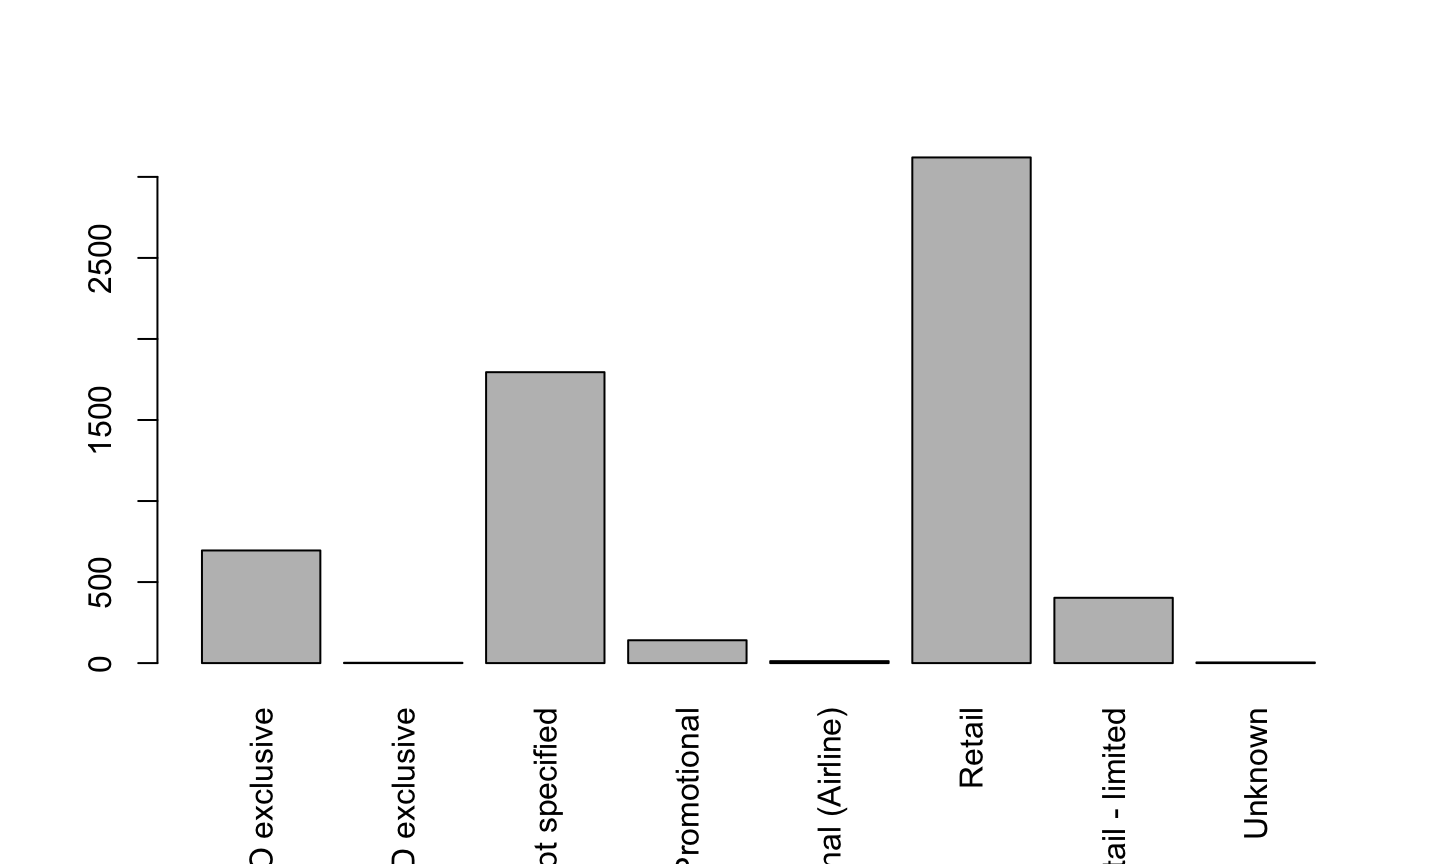 2500
1500
500
0
O exclusive
D exclusive
ot specified
Promotional
nal (Airline)
Retail
tail - limited
Unknown